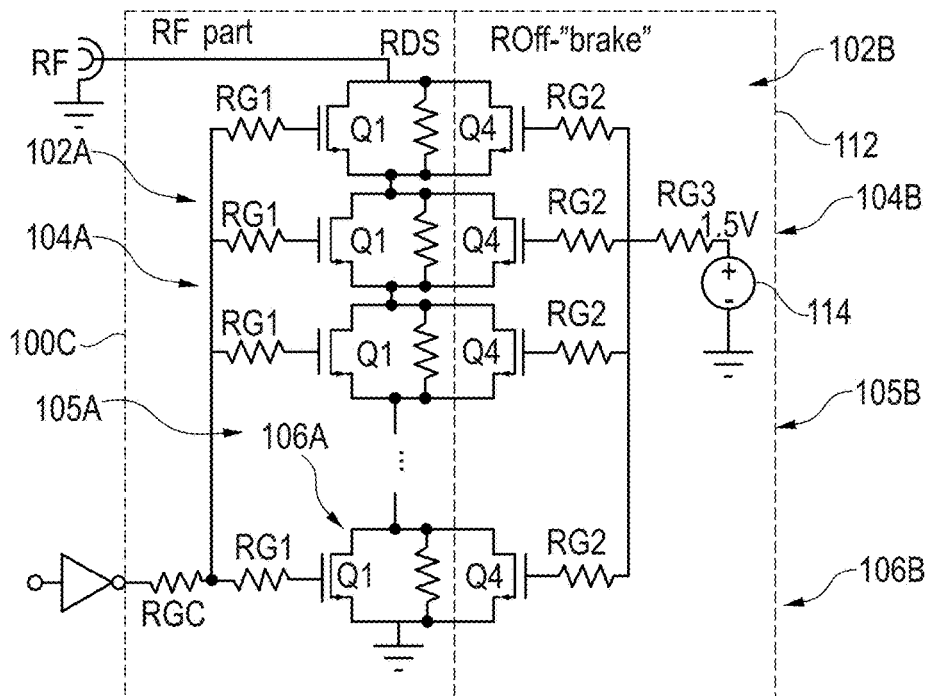 RF part
ROff-"brake"
RF
RDS
102B
RG1
Q1
Q4
RG2
112
102A
RG3
104B
RG1
Q1
Q4
RG2
1.5V
104A
+
-
114
RG1
Q1
Q4
RG2
100C
105A
105B
106A
...
RG1
Q1
Q4
RG2
RGC
106B